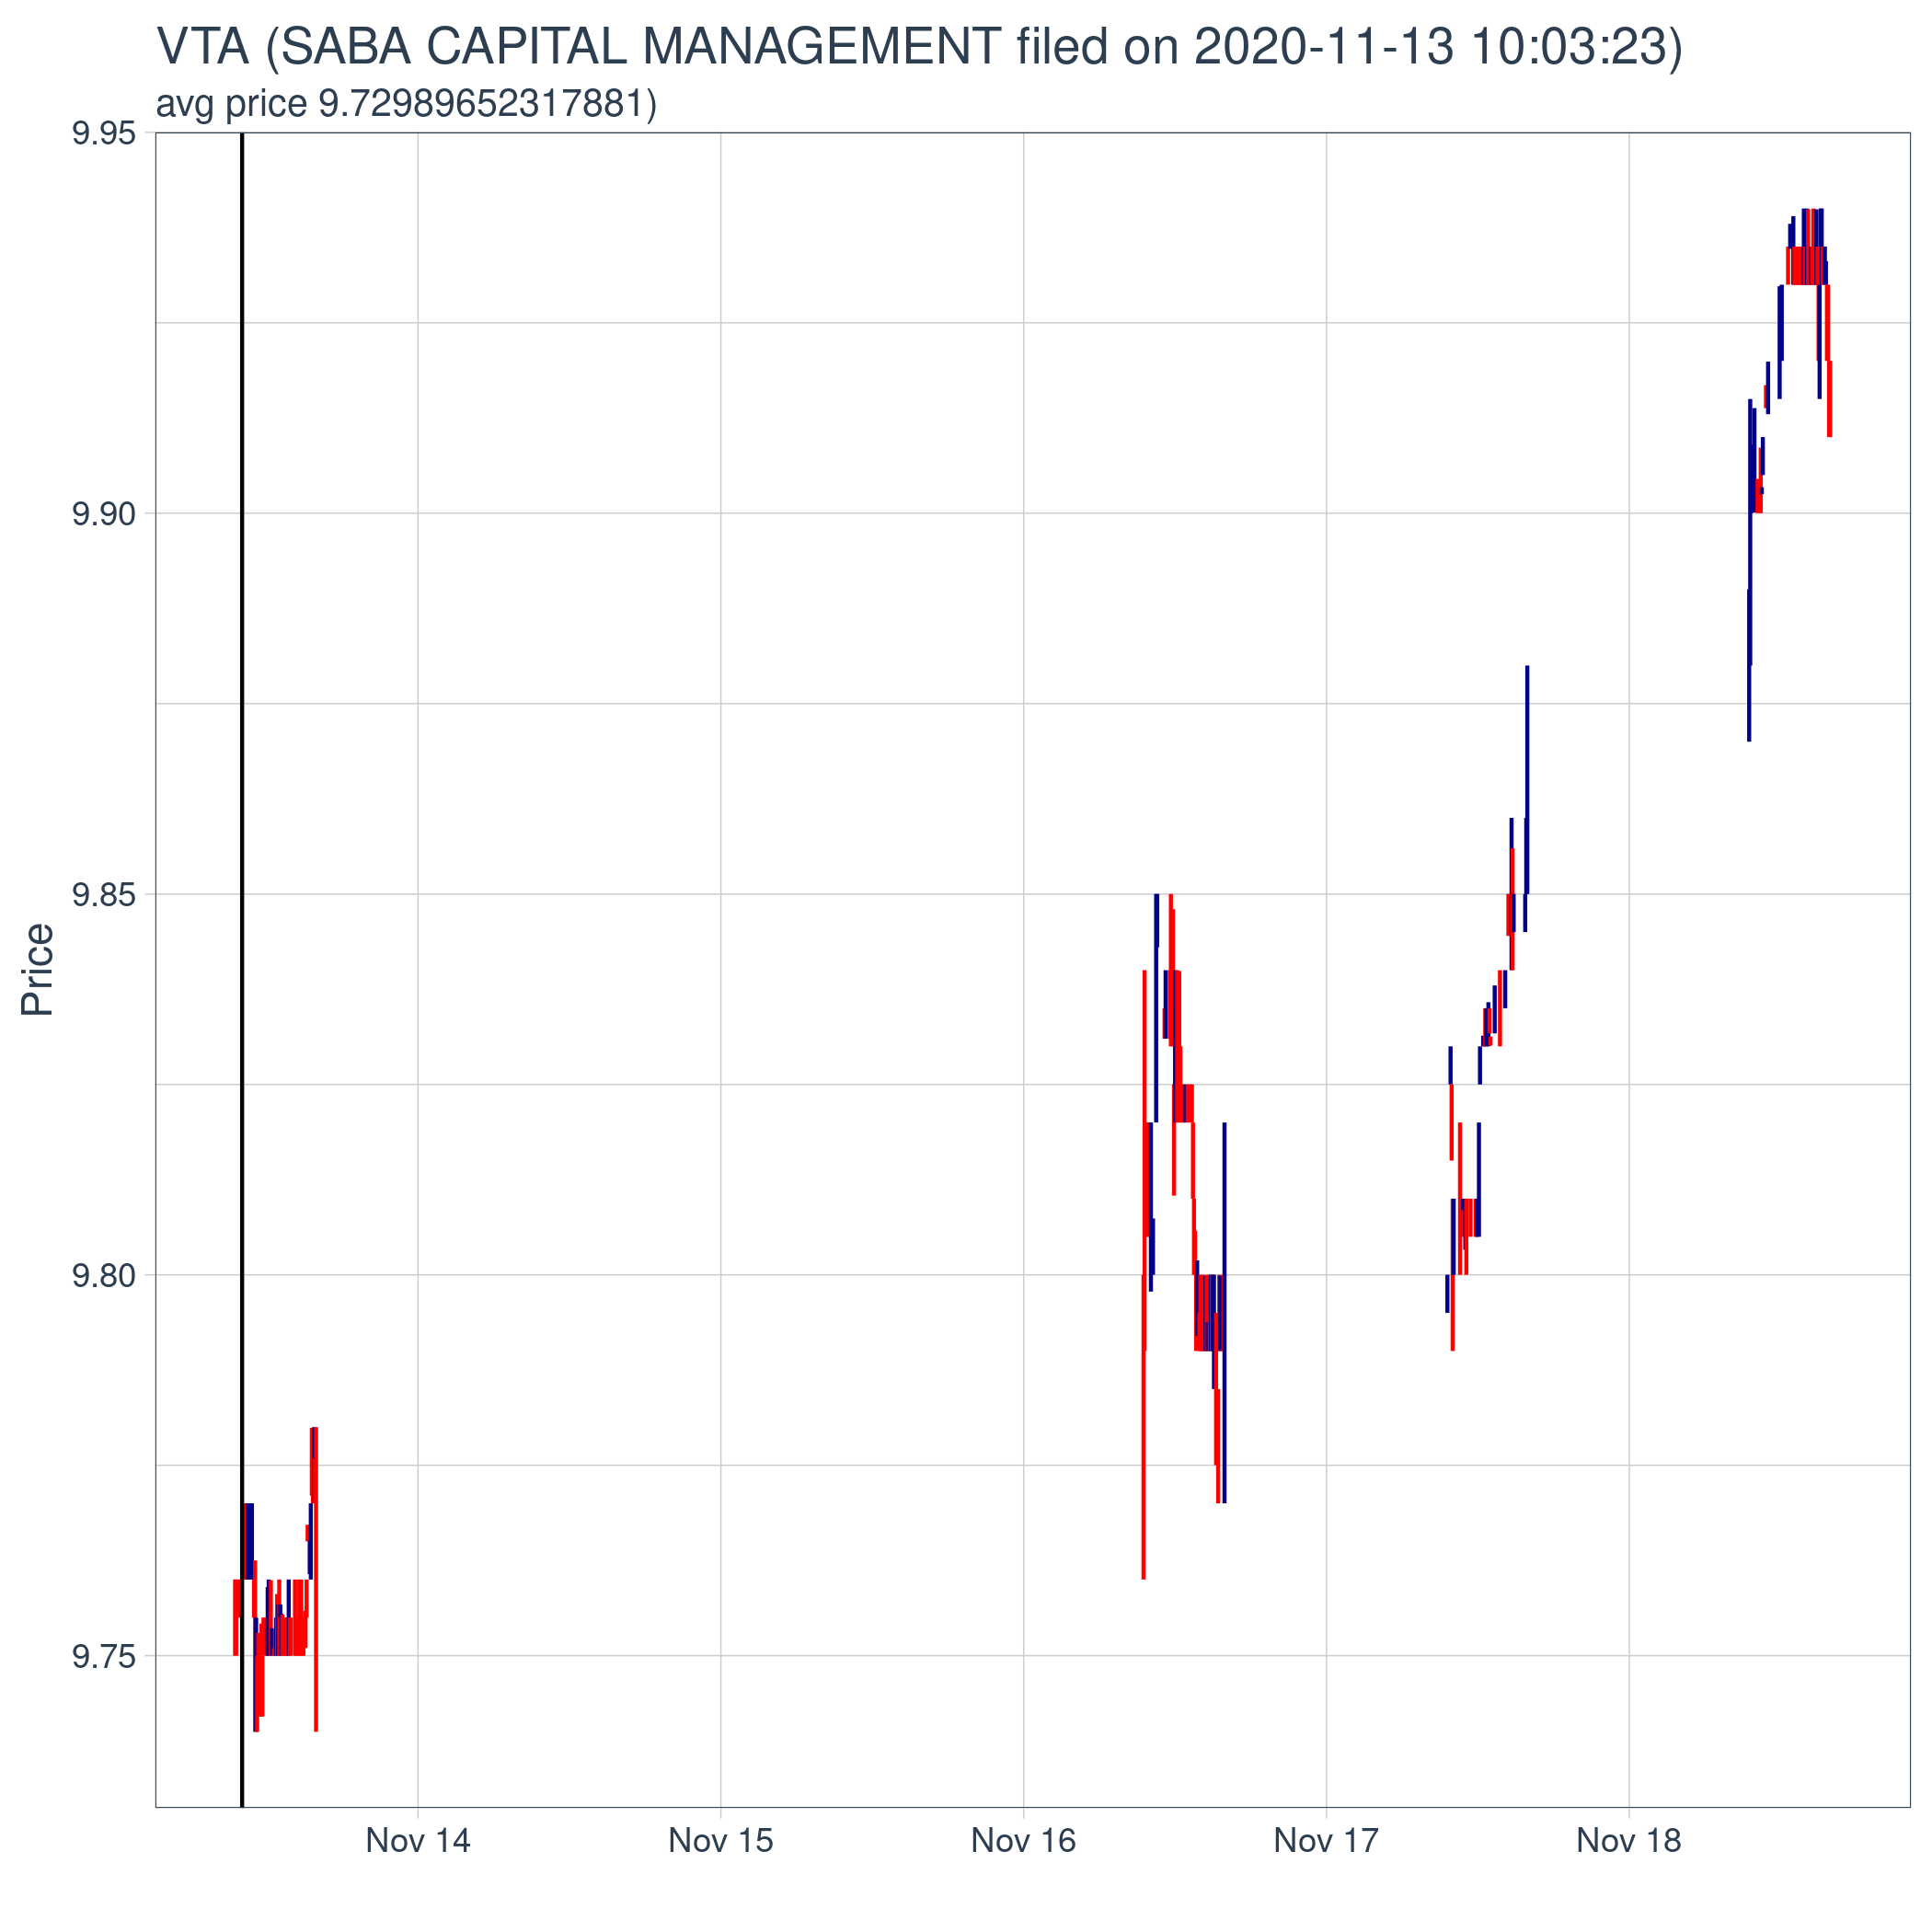 VTA (SABA CAPITAL MANAGEMENT filed on 2020-11-13 10:03:23)
avg price 9.72989652317881)
9.95
9.90
9.85
Price
9.80
9.75
Nov 14 Nov 15 Nov 16 Nov 17 Nov 18